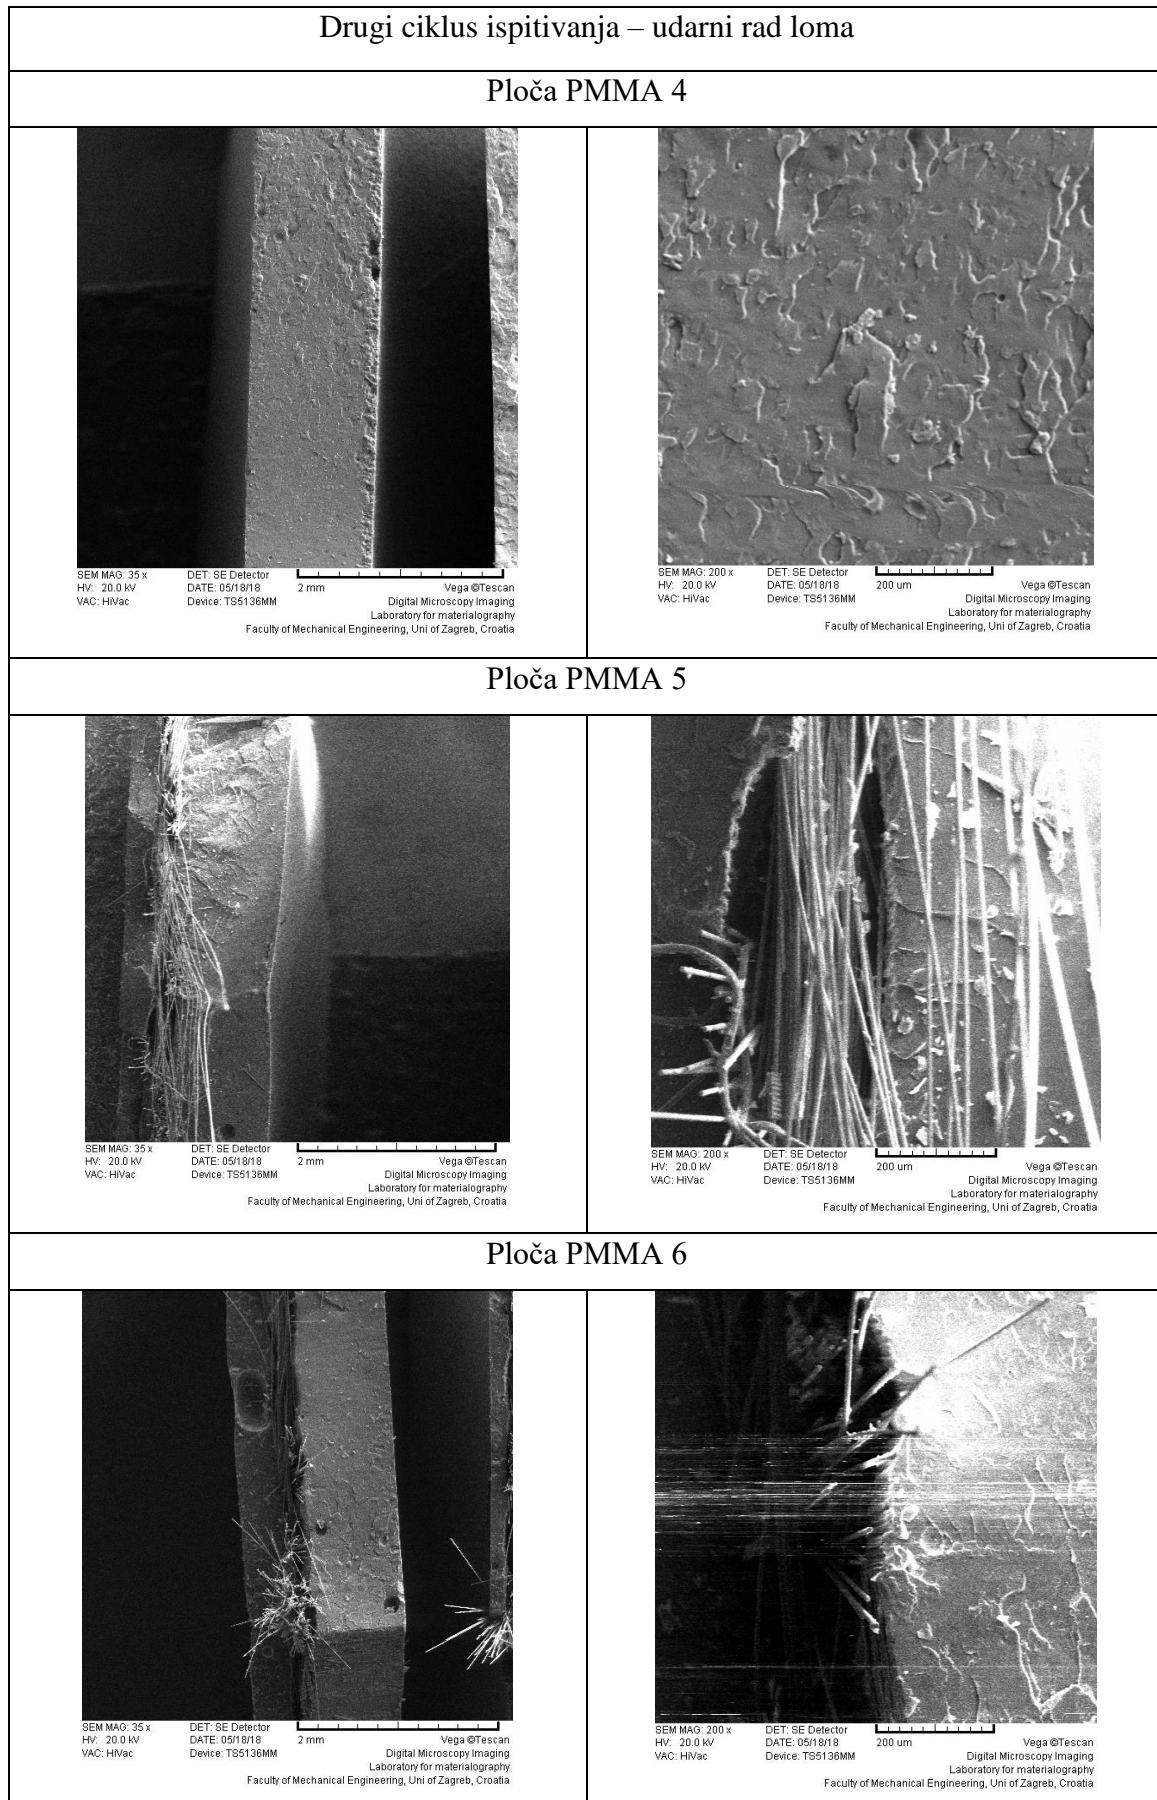 Drugi ciklus ispitivanja – udarni rad loma
Ploča PMMA 4
SEM MAG: 35 x DET: SE Detector
HV: 20.0 kV DATE: 05/18/18 2 mm Vega ©Tescan
VAC: HiVac Device: TS5136MM Digital Microscopy Imaging
Laboratory for materialography
Faculty of Mechanical Engineering, Uni of Zagreb, Croatia
SEM MAG: 200 x DET: SE Detector
HV: 20.0 kV DATE: 05/18/18 200 um Vega ©Tescan
VAC: HiVac Device: TS5136MM Digital Microscopy Imaging
Laboratory for materialography
Faculty of Mechanical Engineering, Uni of Zagreb, Croatia
Ploča PMMA 5
SEM MAG: 35 x DET: SE Detector
HV: 20.0 kV DATE: 05/18/18 2 mm Vega ©Tescan
VAC: HiVac Device: TS5136MM Digital Microscopy Imaging
Laboratory for materialography
Faculty of Mechanical Engineering, Uni of Zagreb, Croatia
SEM MAG: 200 x DET: SE Detector
HV: 20.0 kV DATE: 05/18/18 200 um Vega ©Tescan
VAC: HiVac Device: TS5136MM Digital Microscopy Imaging
Laboratory for materialography
Faculty of Mechanical Engineering, Uni of Zagreb, Croatia
Ploča PMMA 6
SEM MAG: 35 x DET: SE Detector
HV: 20.0 kV DATE: 05/18/18 2 mm Vega ©Tescan
VAC: HiVac Device: TS5136MM Digital Microscopy Imaging
Laboratory for materialography
Faculty of Mechanical Engineering, Uni of Zagreb, Croatia
SEM MAG: 200 x DET: SE Detector
HV: 20.0 kV DATE: 05/18/18 200 um Vega ©Tescan
VAC: HiVac Device: TS5136MM Digital Microscopy Imaging
Laboratory for materialography
Faculty of Mechanical Engineering, Uni of Zagreb, Croatia